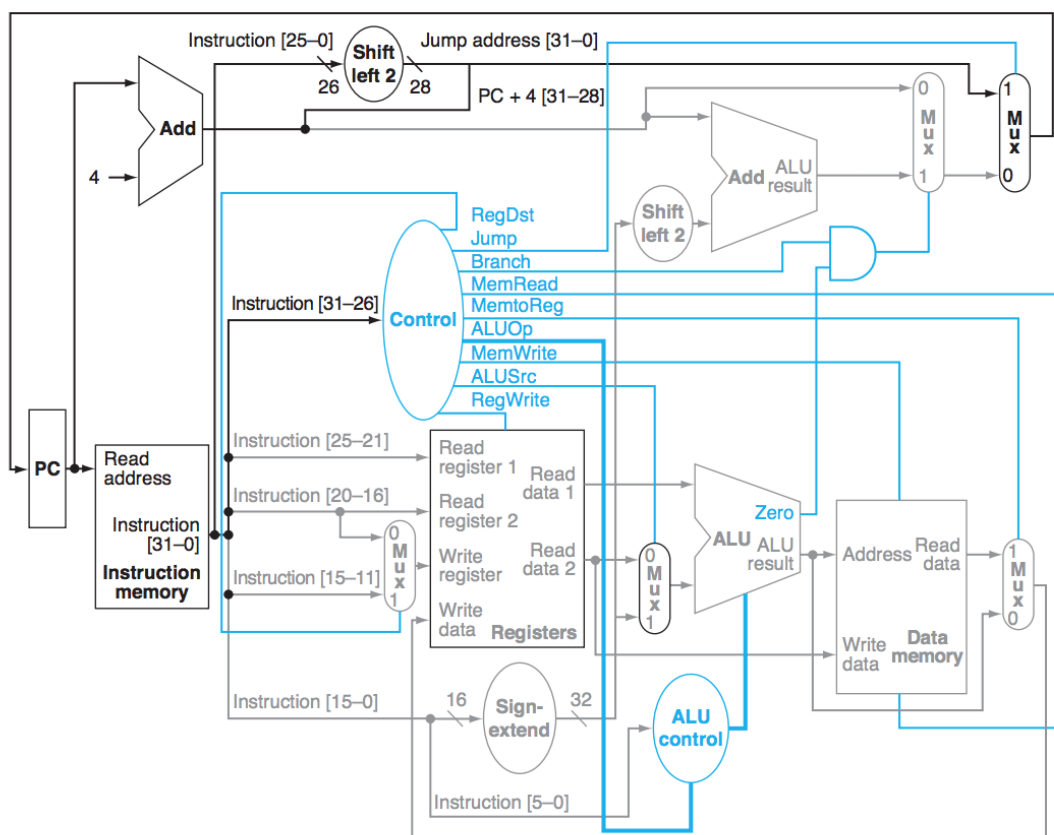 Instruction [25–0]
Shift
left 2
Jump address [31–0]
26
28
PC + 4 [31–28]
Add
4
0
M
u
x
1
1
M
u
x
0
Add
ALU
result
Shift
left 2
RegDst
Jump
Branch
MemRead
MemtoReg
ALUOp
MemWrite
ALUSrc
RegWrite
Instruction [31–26]
Control
PC
Read
address
Instruction
[31–0]
Instruction
memory
Instruction [25–21]
Instruction [20–16]
Instruction [15–11]
0
M
u
x
1
Read
register 1
Read
register 2
Write
register
Write
data
Read
data 1
Read
data 2
Registers
0
M
u
x
1
Zero
ALU
ALU
result
Address
Read
data
Write
data
Data
memory
1
M
u
x
0
Instruction [15–0]
16
Sign-
extend
32
ALU
control
Instruction [5–0]